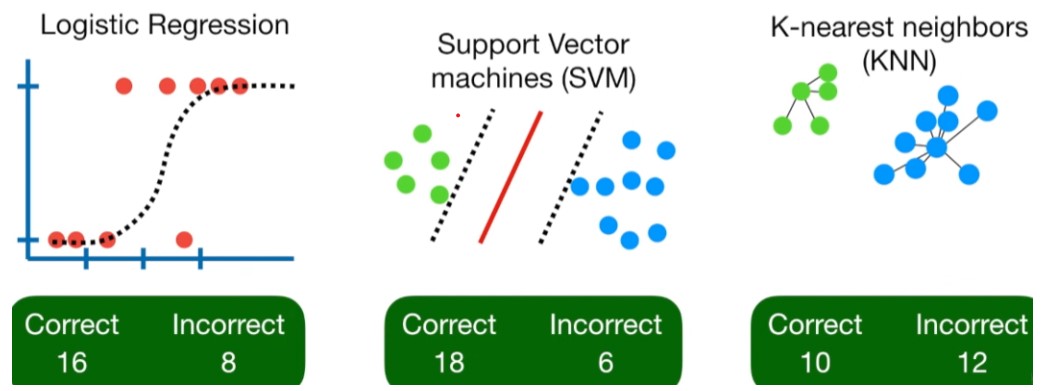 Logistic Regression
Support Vector
machines (SVM)
K-nearest neighbors
(KNN)
Correct Incorrect
16 8
Correct Incorrect
18 6
Correct Incorrect
10 12